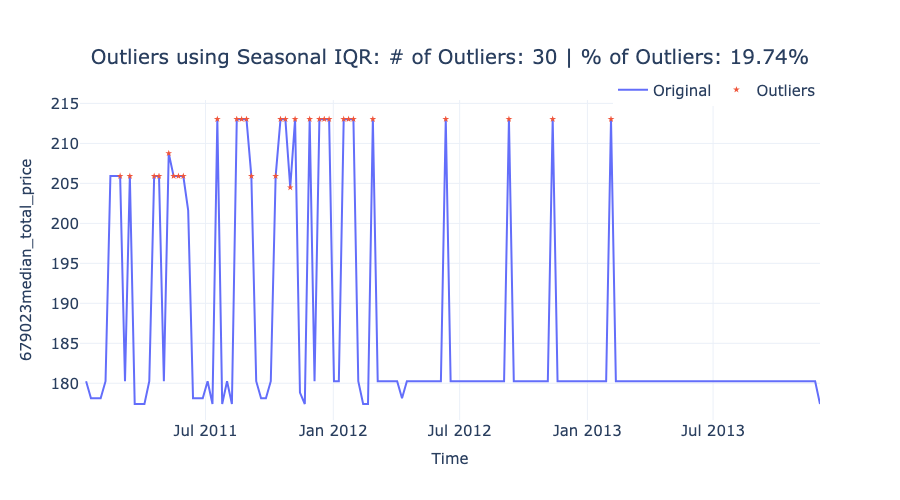 Outliers using Seasonal IQR: # of Outliers: 30 | % of Outliers: 19.74%
Original
Outliers
215
210
205
200
195
190
185
180
679023median_total_price
Jul 2011
Jan 2012
Jul 2012
Jan 2013
Jul 2013
Time